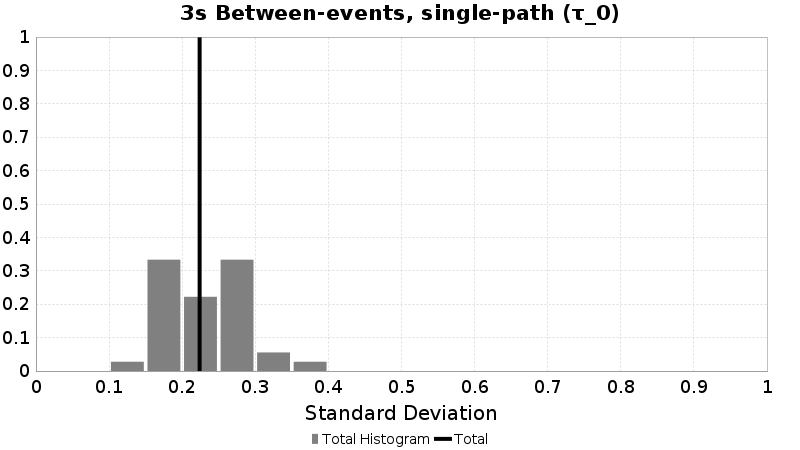 3s Between-events, single-path (τ_0)
1
0.9
0.8
0.7
0.6
0.5
0.4
0.3
0.2
0.1
0
0 0.1 0.2 0.3 0.4 0.5 0.6 0.7 0.8 0.9 1
Standard Deviation
Total Histogram Total